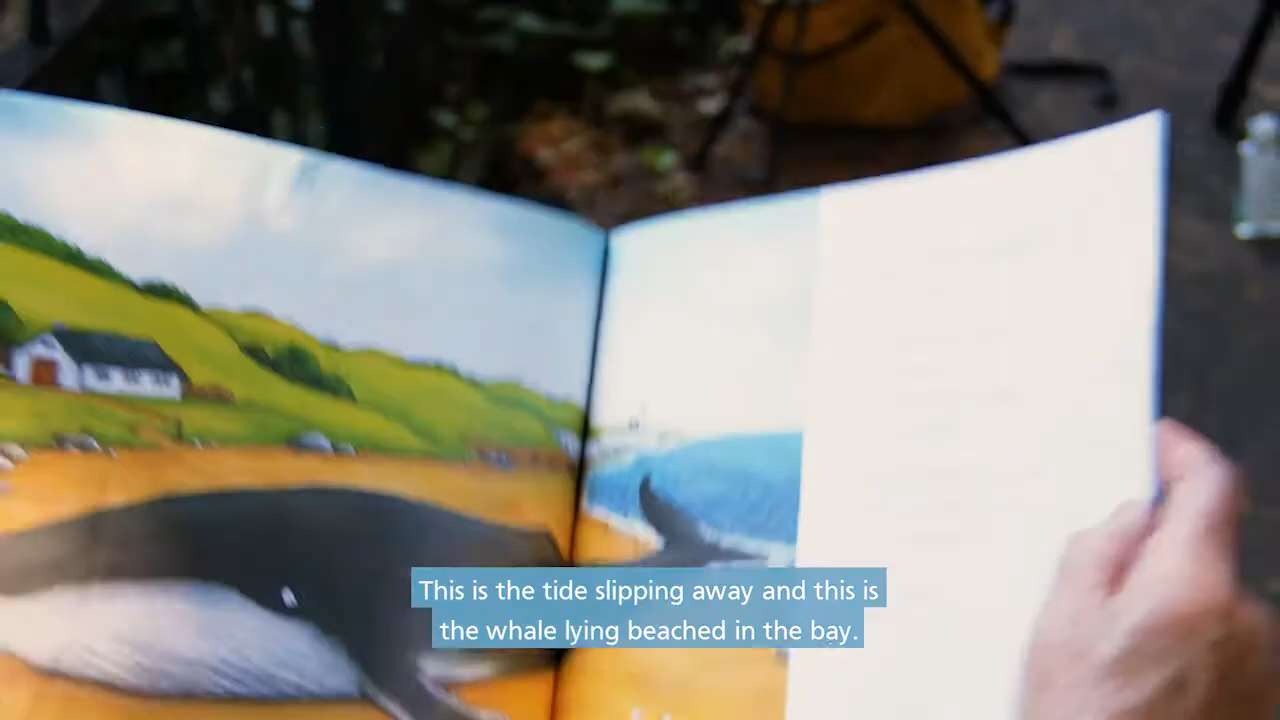 This is the tide slipping away and this is
the whale lying beached in the bay.